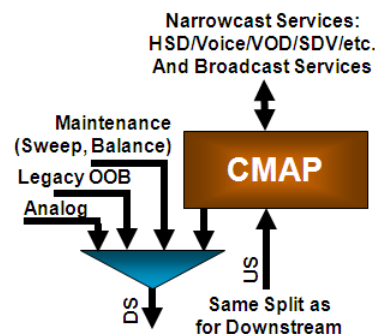 Narrowcast Services:
HSD/Voice/VOD/SDV/etc.
And Broadcast Services
Maintenance
(Sweep, Balance)
Legacy OOB
Analog
CMAP
DS
US
Same Split as
for Downstream